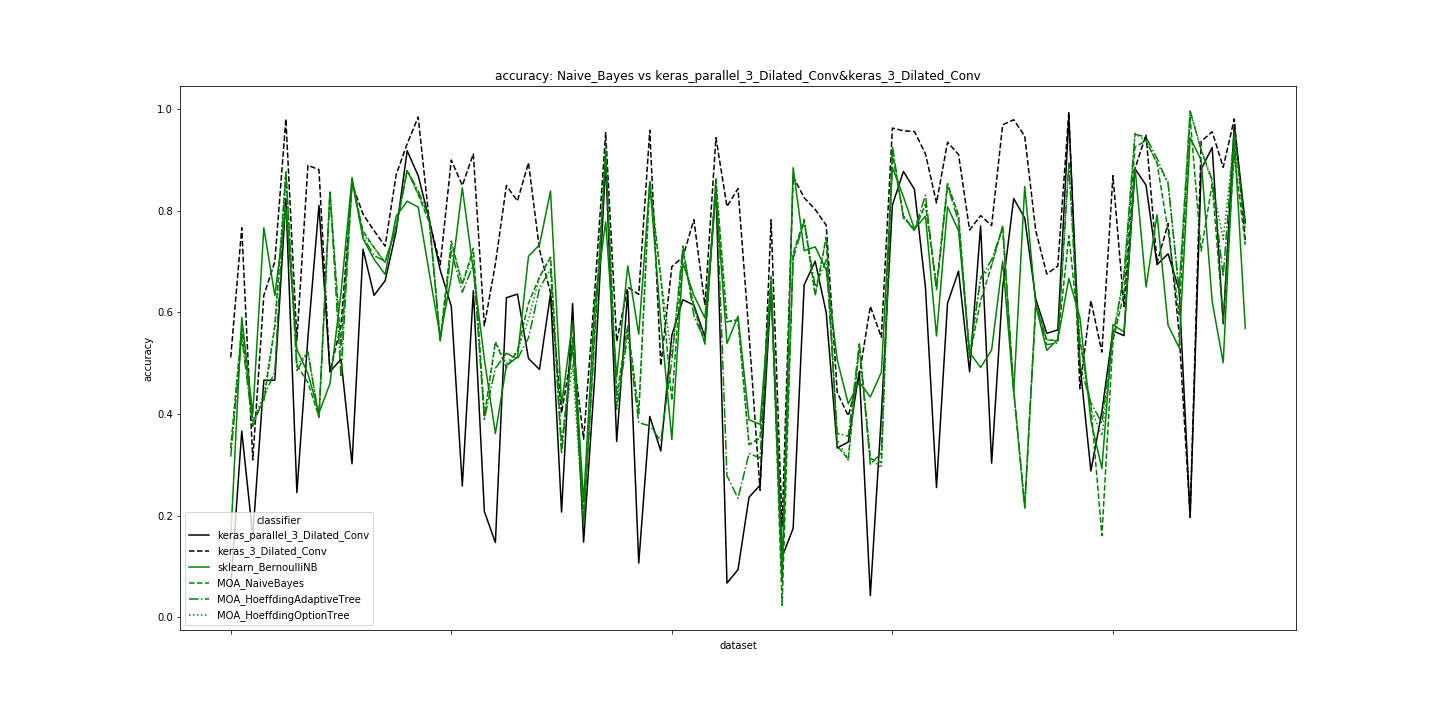 accuracy: Naive_Bayes vs keras_parallel_3_Dilated_Conv&keras_3_Dilated_Conv
1.0
0.8
0.6
0.4
0.2
0.0
accuracy
classifier
keras_parallel_3_Dilated_Conv
keras_3_Dilated_Conv
sklearn_BernoulliNB
MOA_NaiveBayes
MOA_HoeffdingAdaptiveTree
MOA_HoeffdingOptionTree
dataset